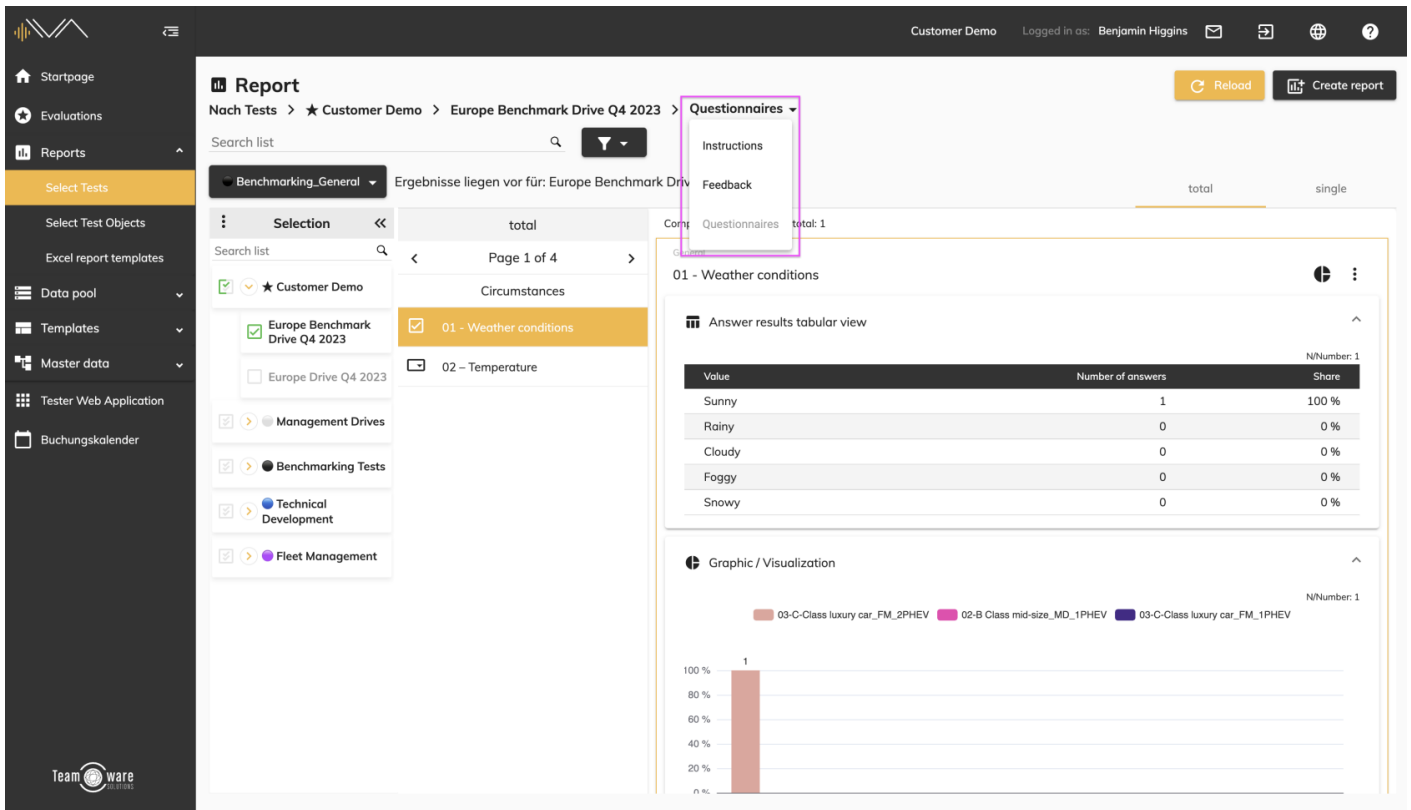 Customer Demo Logged in as: Benjamin Higgins
Startpage
Evaluations
Reports
Select Tests
Select Test Objects
Excel report templates
Data pool
Templates
Master data
Tester Web Application
Buchungskalender
Team ware
SOLUTIONS
Report
Reload
Create report
Nach Tests > ★ Customer Demo > Europe Benchmark Drive Q4 2023 > Questionnaires
Instructions
Feedback
Questionnaires
Search list
Benchmarking_General
Ergebnisse liegen vor für: Europe Benchmark Driv
total single
Selection
Search list
★ Customer Demo
Europe Benchmark
Drive Q4 2023
Europe Drive Q4 2023
Management Drives
Benchmarking Tests
Technical
Development
Fleet Management
total
Page 1 of 4
Circumstances
01 - Weather conditions
02 – Temperature
total: 1
General
01 - Weather conditions
Answer results tabular view
N/Number: 1
Value Number of answers Share
Sunny 1 100 %
Rainy 0 0 %
Cloudy 0 0 %
Foggy 0 0 %
Snowy 0 0 %
Graphic / Visualization
N/Number: 1
03-C-Class luxury car_FM_2PHEV 02-B Class mid-size_MD_1PHEV 03-C-Class luxury car_FM_1PHEV
1
100 %
80 %
60 %
40 %
20 %
0 %